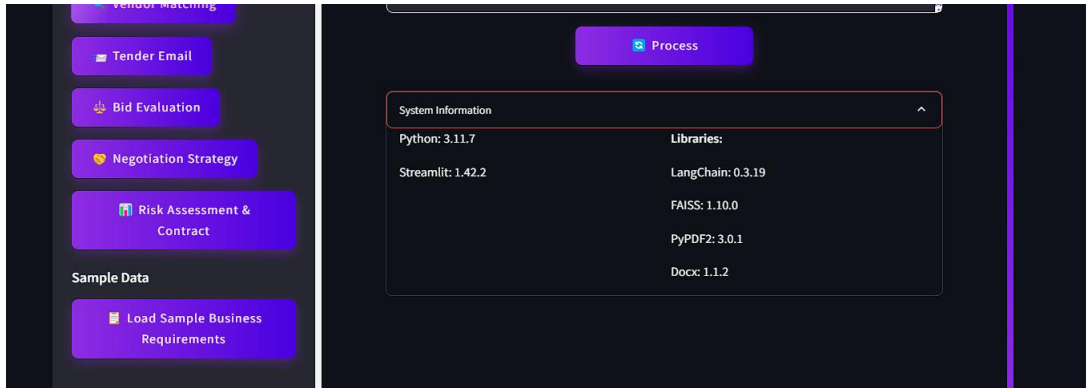 Vendor Matching
Tender Email
Bid Evaluation
Negotiation Strategy
Risk Assessment &
Contract
Sample Data
Load Sample Business
Requirements
Process
System Information
Python: 3.11.7
Streamlit: 1.42.2
Libraries:
LangChain: 0.3.19
FAISS: 1.10.0
PyPDF2: 3.0.1
Docx: 1.1.2